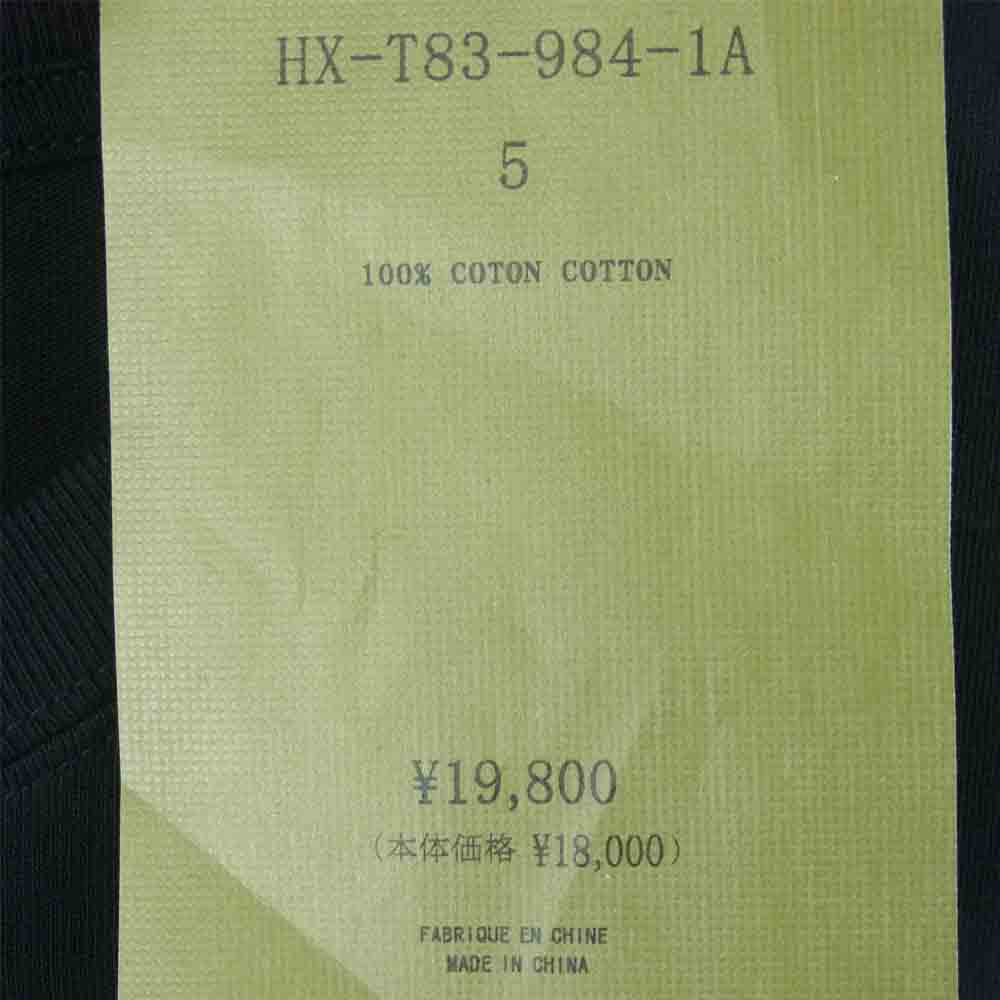 HX-T83-984-1A
5
100% COTON COTTON
¥19,800
(本体価格 ¥18,000)
FABRIQUE EN CHINE
MADE IN CHINA